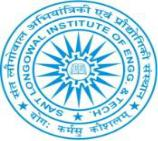 संत लौंगोवाल अभियांत्रिकी एवं प्रौद्योगिकी संस्थान
SANT LONGOWAL INSTITUTE OF ENGG & TECH.
योगः कर्मसु कौशलम्